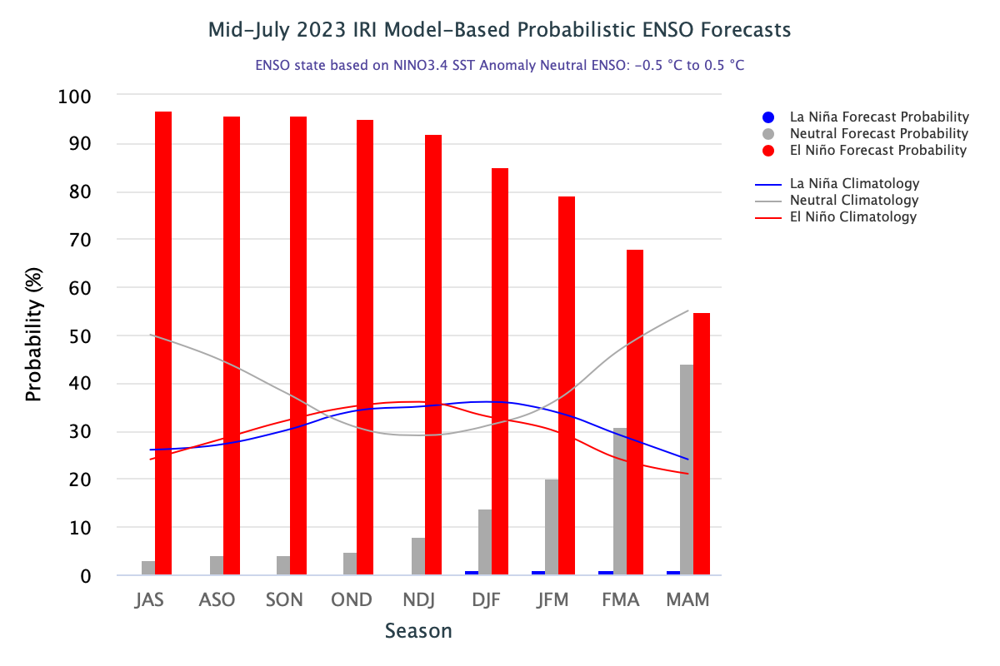 Mid-July 2023 IRI Model-Based Probabilistic ENSO Forecasts
ENSO state based on NINO3.4 SST Anomaly Neutral ENSO: -0.5 °C to 0.5 °C
100
90
80
70
60
50
40
30
20
10
0
Probability (%)
JAS ASO SON OND NDJ DJF JFM FMA MAM
Season
La Niña Forecast Probability
Neutral Forecast Probability
El Niño Forecast Probability
La Niña Climatology
Neutral Climatology
El Niño Climatology